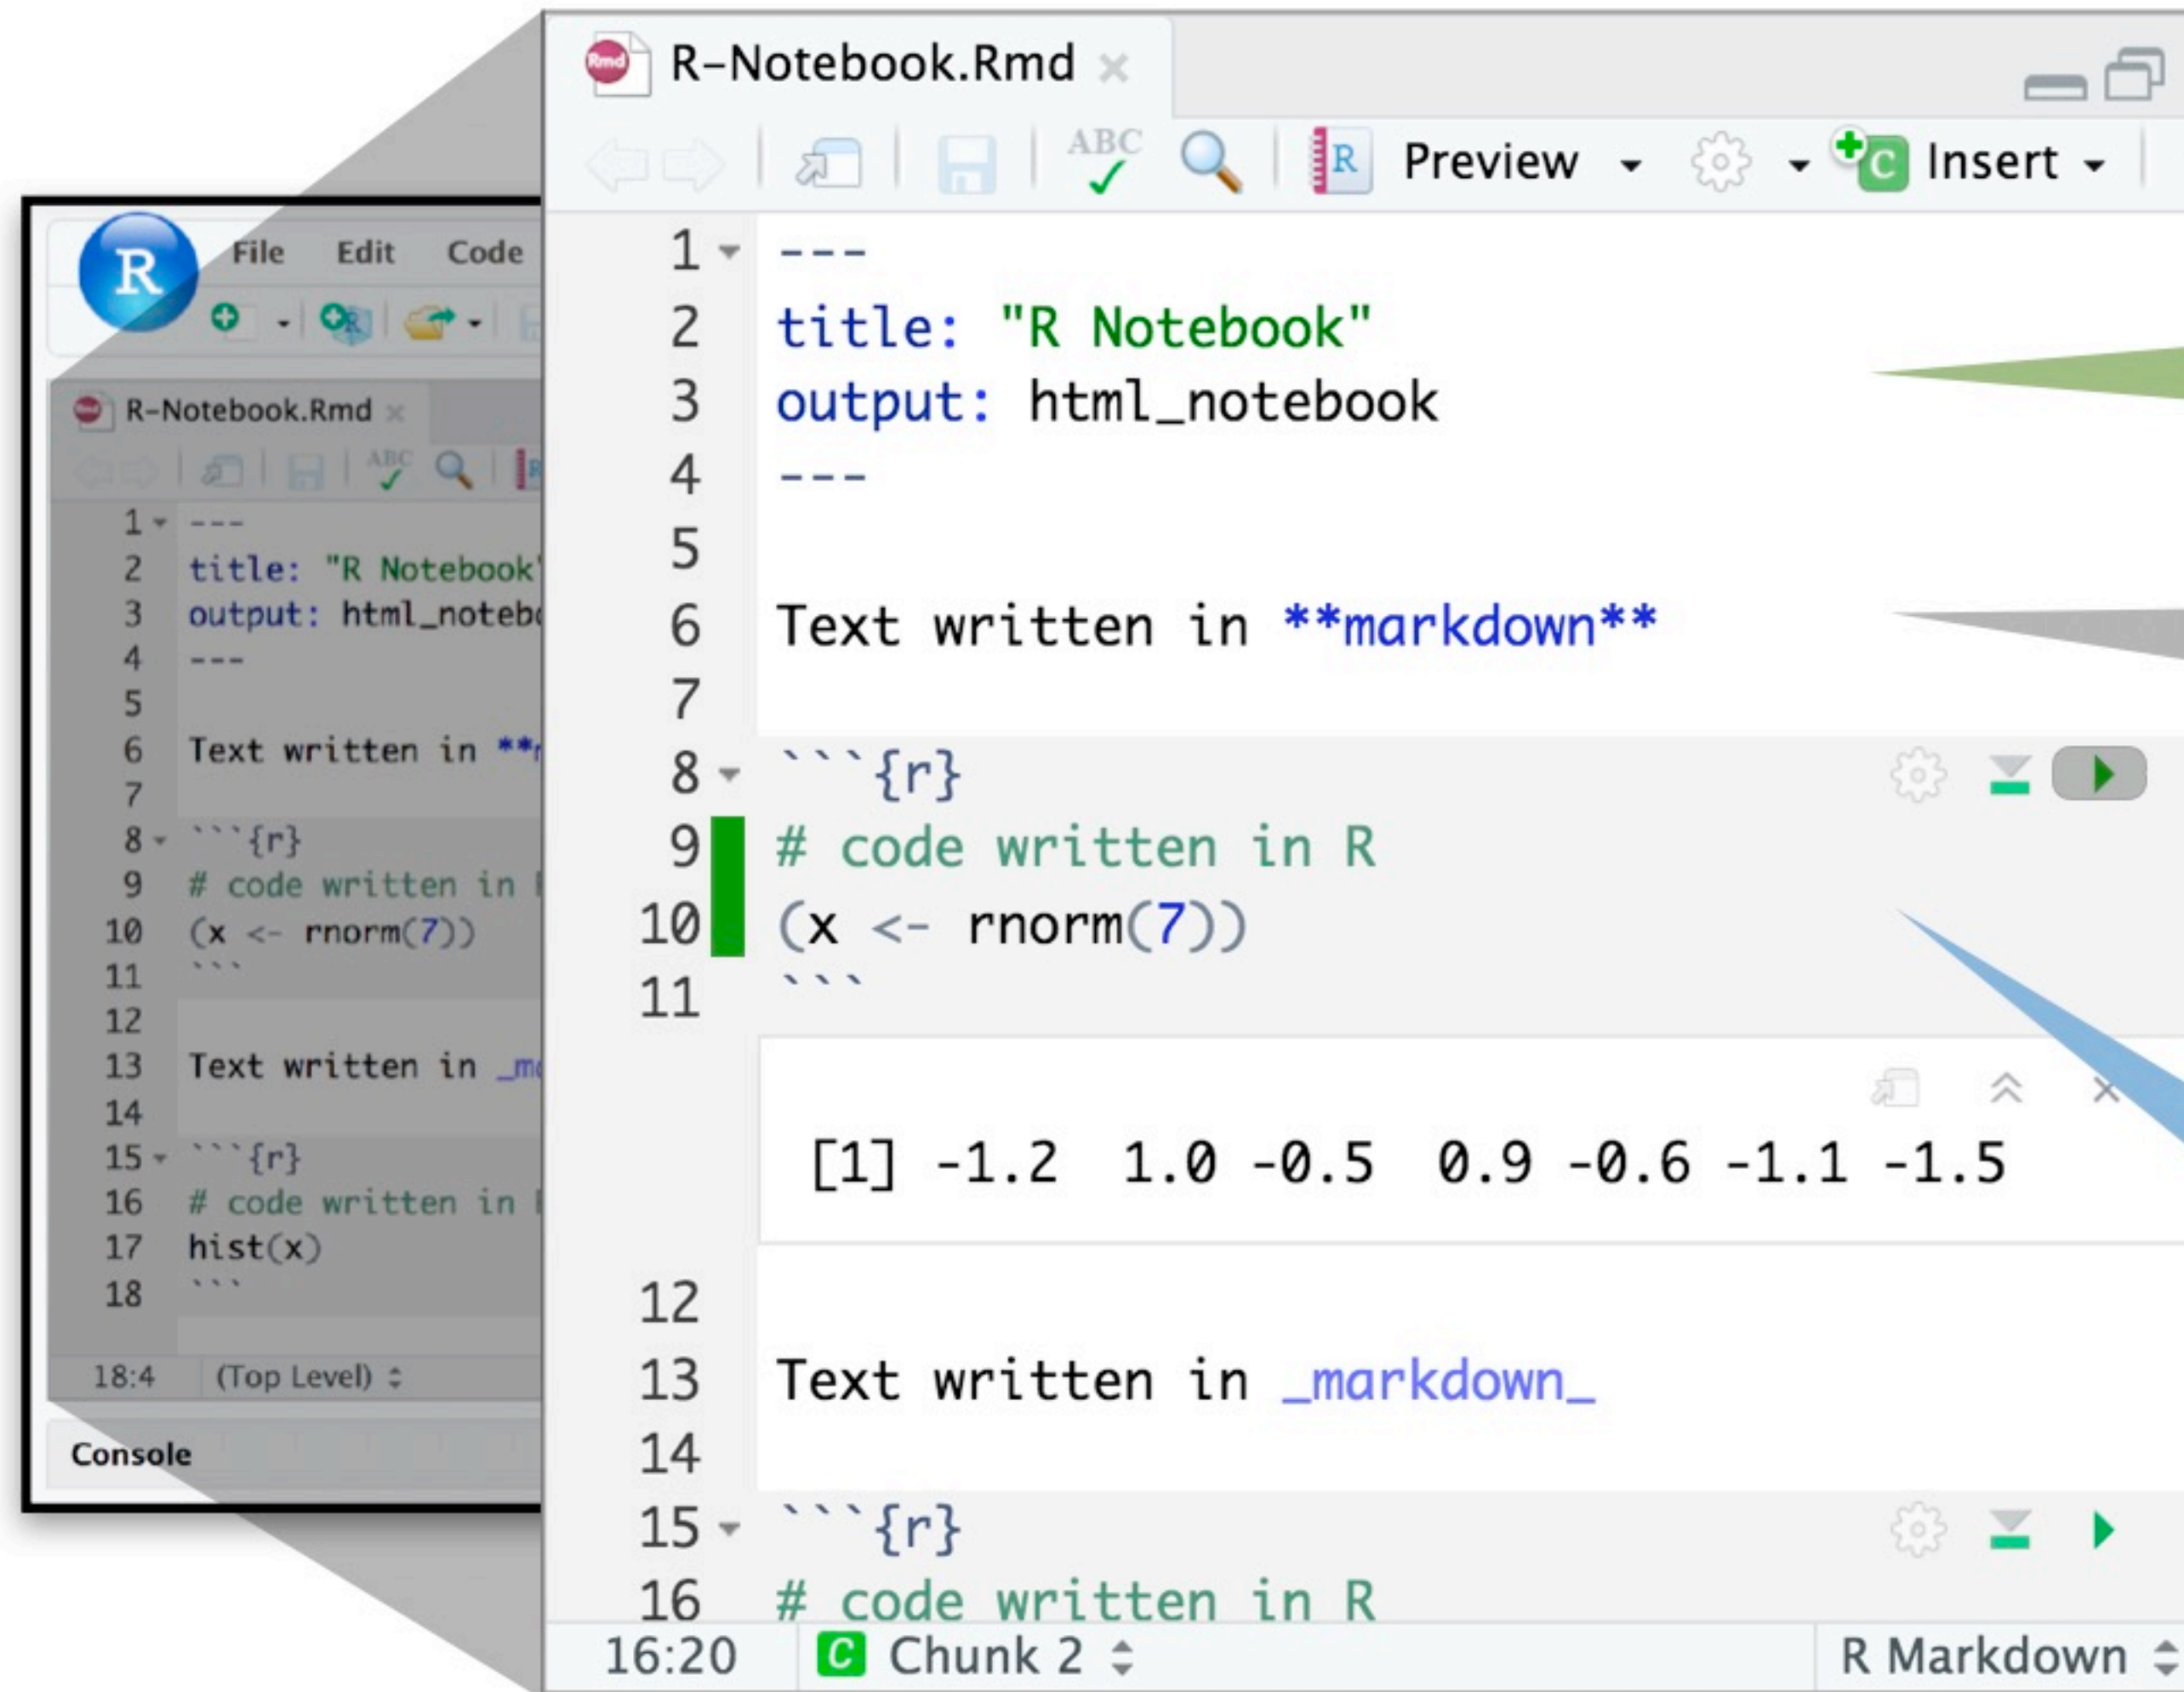 R-Notebook.Rmd
ABC R Preview C Insert
1 ---
2 title: "R Notebook"
3 output: html_notebook
4 ---
5
6 Text written in **markdown**
7
8 ```{r}
9 # code written in R
10 (x <- rnorm(7))
11 ```
[1] -1.2  1.0 -0.5  0.9 -0.6 -1.1 -1.5
12
13 Text written in _markdown_
14
15 ```{r}
16 # code written in R
16:20 C Chunk 2 R Markdown
R File Edit Code
R-Notebook.Rmd
ABC
1 ---
2 title: "R Notebook
3 output: html_noteb
4 ---
5
6 Text written in **
7
8 ```{r}
9 # code written in
10 (x <- rnorm(7))
11 ```
12
13 Text written in _m
14
15 ```{r}
16 # code written in
17 hist(x)
18 ```
18:4 (Top Level)
Console